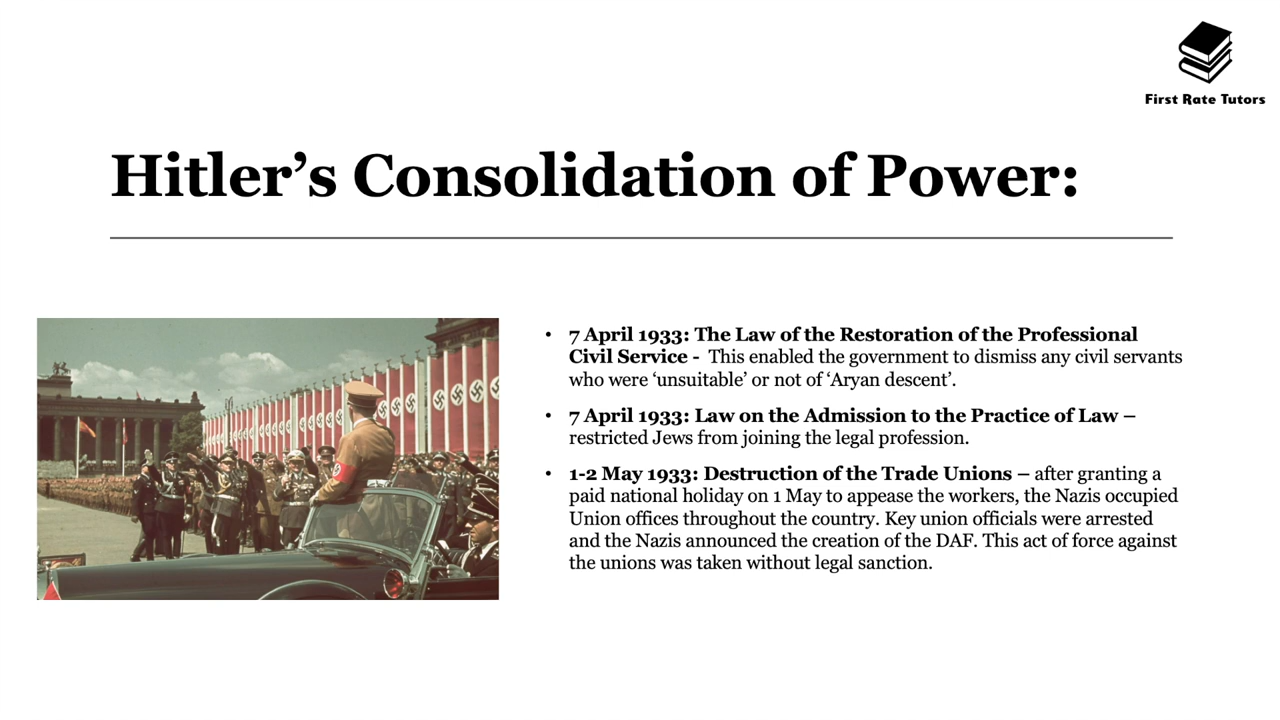 First Rate Tutors
Hitler’s Consolidation of Power:
• 7 April 1933: The Law of the Restoration of the Professional
Civil Service -  This enabled the government to dismiss any civil servants
who were ‘unsuitable’ or not of ‘Aryan descent’.
• 7 April 1933: Law on the Admission to the Practice of Law –
restricted Jews from joining the legal profession.
• 1-2 May 1933: Destruction of the Trade Unions – after granting a
paid national holiday on 1 May to appease the workers, the Nazis occupied
Union offices throughout the country. Key union officials were arrested
and the Nazis announced the creation of the DAF. This act of force against
the unions was taken without legal sanction.